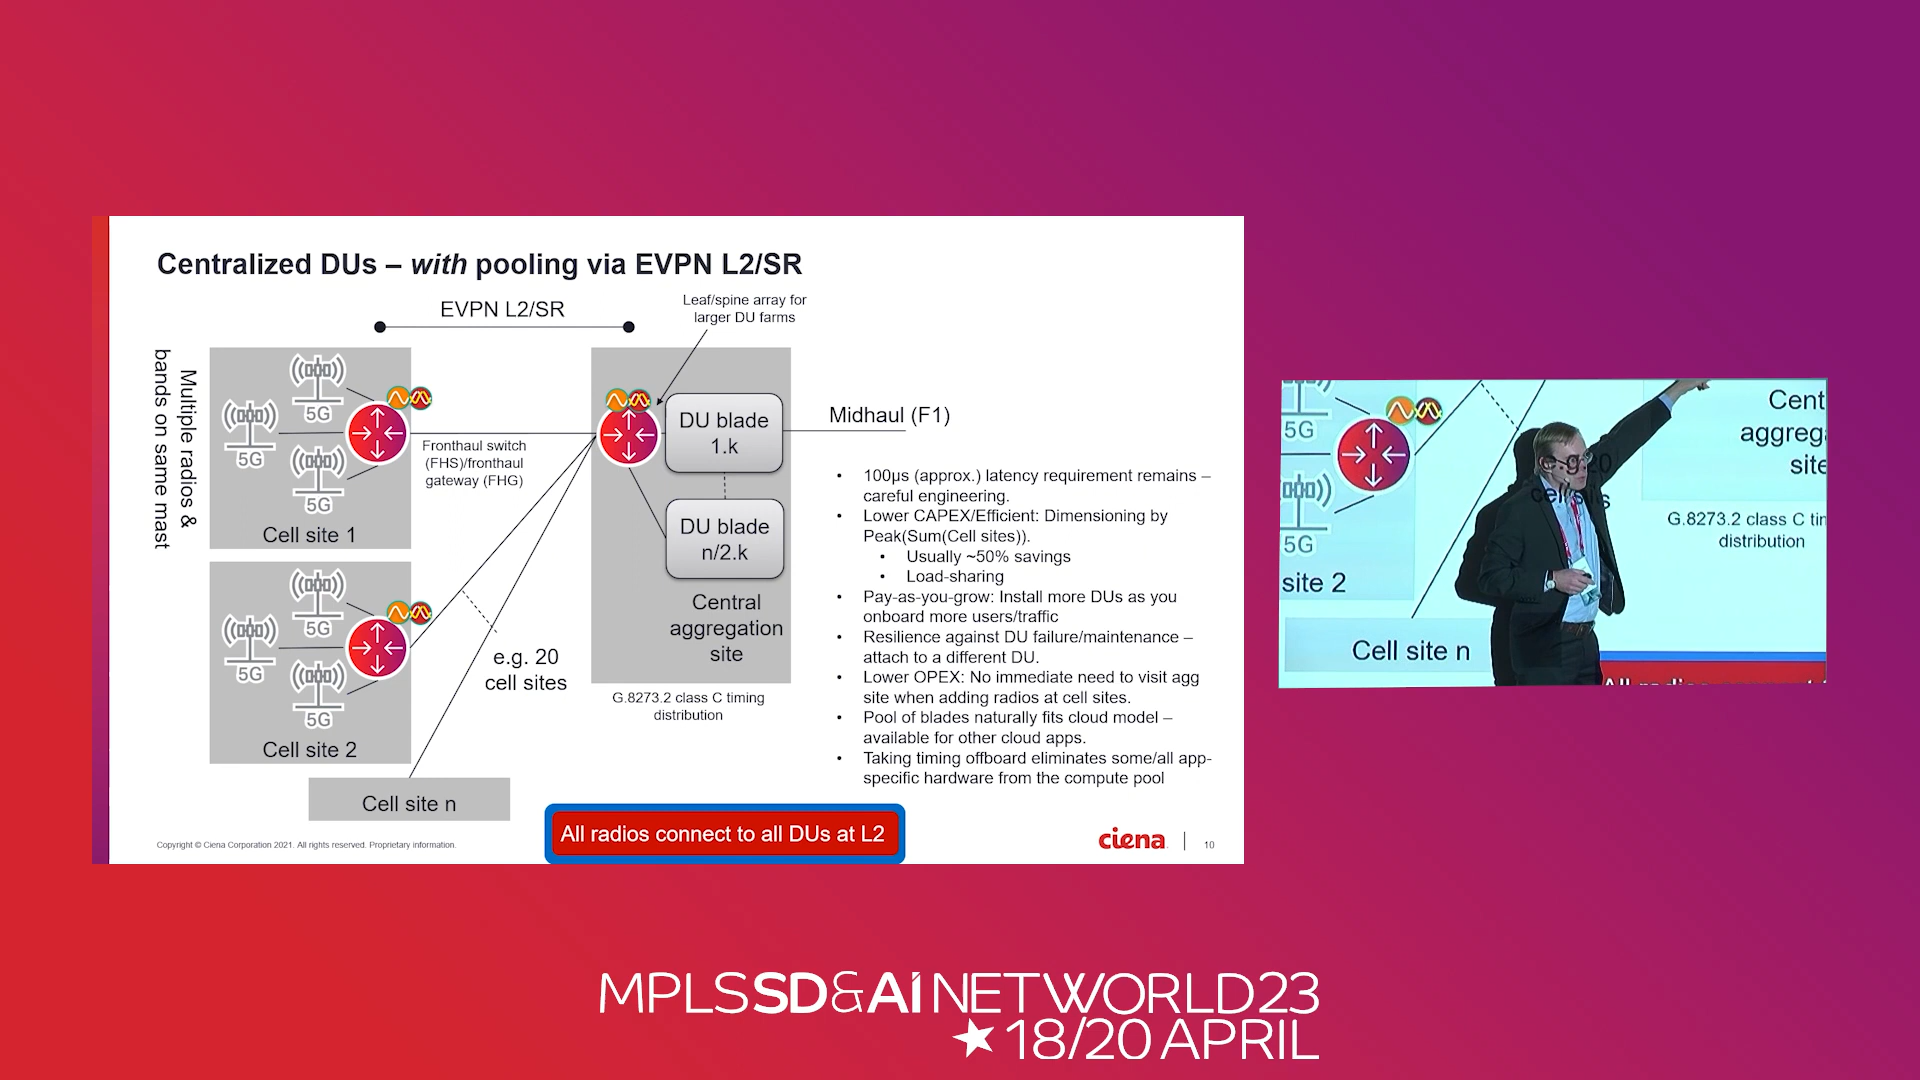 Centralized DUs – with pooling via EVPN L2/SR
EVPN L2/SR
Leaf/spine array for
larger DU farms
Multiple radios &
bands on same mast
5G
5G
5G
Cell site 1
Fronthaul switch
(FHS)/fronthaul
gateway (FHG)
DU blade
1.k
DU blade
n/2.k
Central
aggregation
site
Midhaul (F1)
5G
5G
5G
Cell site 2
e.g. 20
cell sites
G.8273.2 class C timing
distribution
Cell site n
• 100µs (approx.) latency requirement remains –
careful engineering.
• Lower CAPEX/Efficient: Dimensioning by
Peak(Sum(Cell sites)).
• Usually ~50% savings
• Load-sharing
• Pay-as-you-grow: Install more DUs as you
onboard more users/traffic
• Resilience against DU failure/maintenance –
attach to a different DU.
• Lower OPEX: No immediate need to visit agg
site when adding radios at cell sites.
• Pool of blades naturally fits cloud model –
available for other cloud apps.
• Taking timing offboard eliminates some/all app-
specific hardware from the compute pool
All radios connect to all DUs at L2
Copyright © Ciena Corporation 2021. All rights reserved. Proprietary information.
ciena
10
5G
5G
site 2
Cell site n
Cent
aggrega
site
G.8273.2 class C tim
distribution
MPLS SD & AI NET WORLD 23
18/20 APRIL